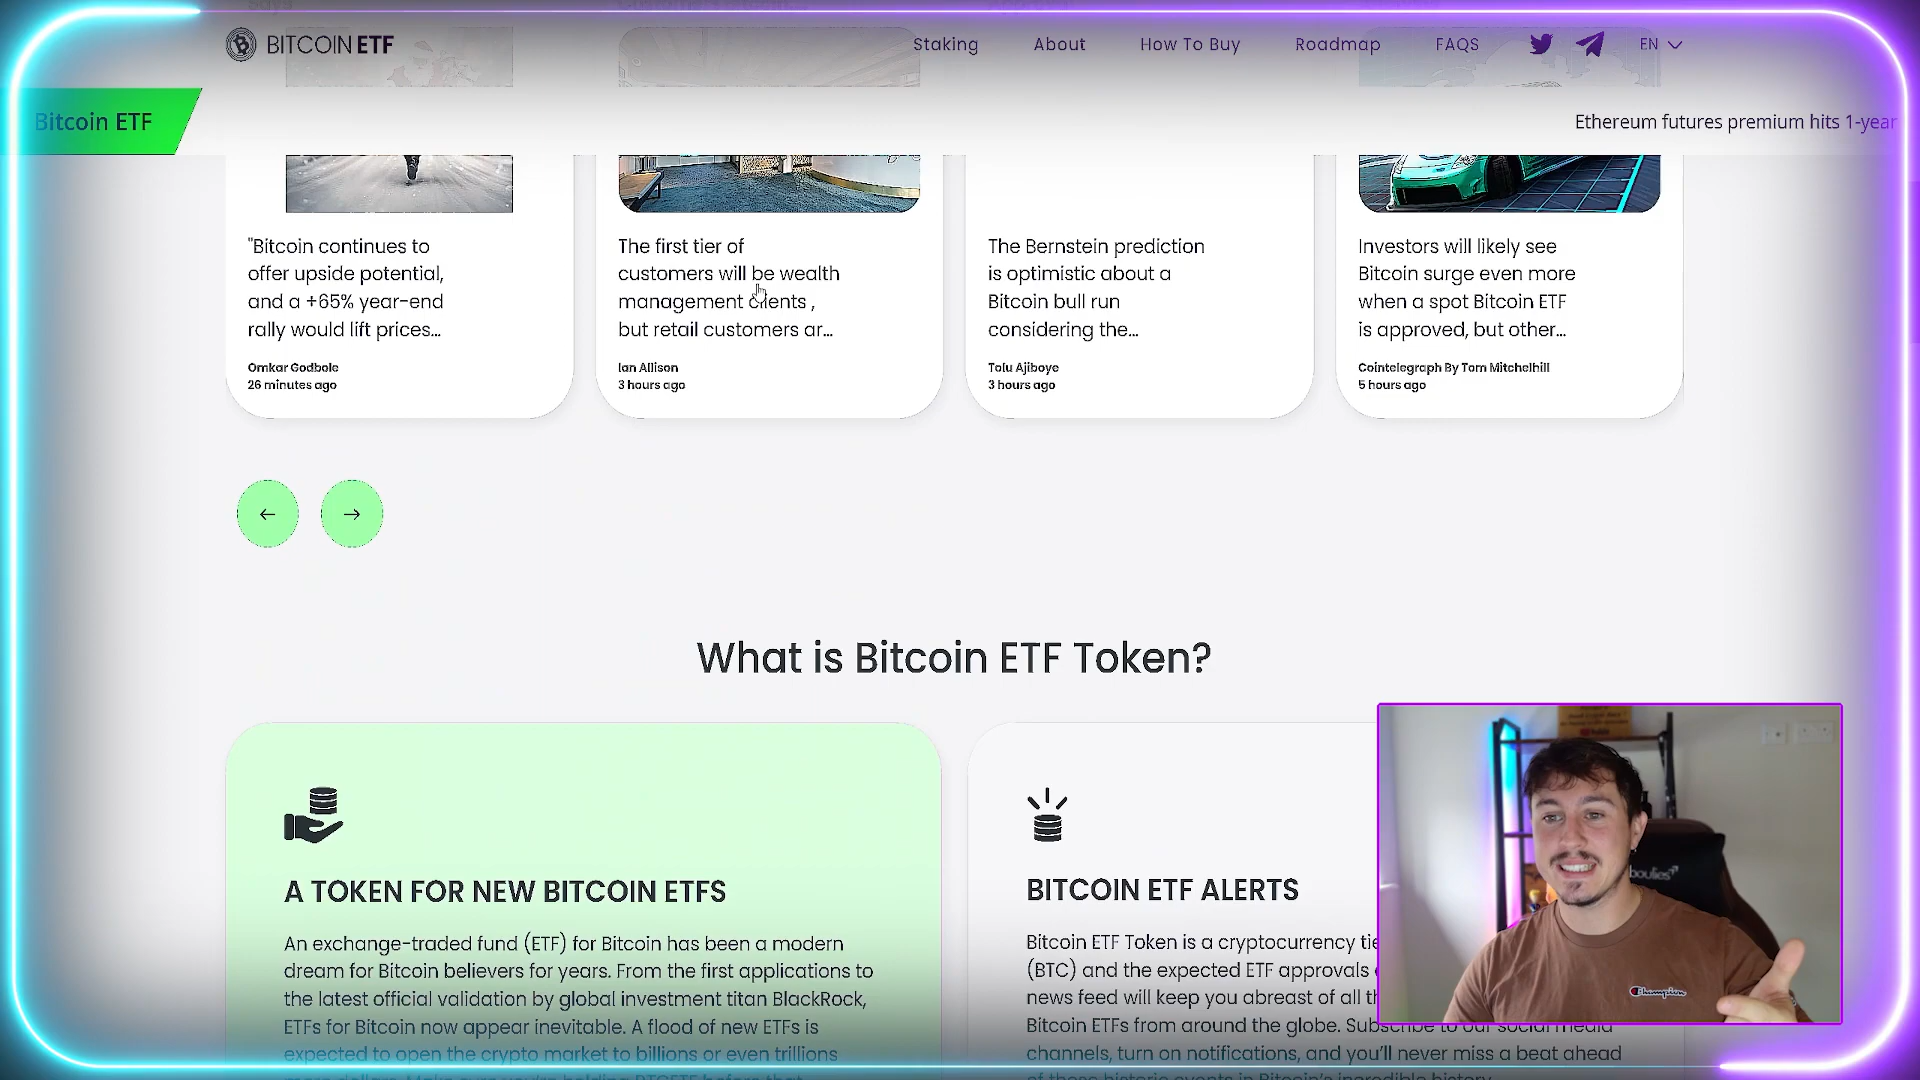 BITCOIN ETF
Staking
About
How To Buy
Roadmap
FAQS
EN
Bitcoin ETF
Ethereum futures premium hits 1-year
"Bitcoin continues to
offer upside potential,
and a +65% year-end
rally would lift prices...
Omkar Godbole
26 minutes ago
The first tier of
customers will be wealth
management clients ,
but retail customers ar...
Ian Allison
3 hours ago
The Bernstein prediction
is optimistic about a
Bitcoin bull run
considering the...
Tolu Ajiboye
3 hours ago
Investors will likely see
Bitcoin surge even more
when a spot Bitcoin ETF
is approved, but other...
Cointelegraph By Tom Mitchelhill
5 hours ago
What is Bitcoin ETF Token?
A TOKEN FOR NEW BITCOIN ETFS
An exchange-traded fund (ETF) for Bitcoin has been a modern
dream for Bitcoin believers for years. From the first applications to
the latest official validation by global investment titan BlackRock,
ETFs for Bitcoin now appear inevitable. A flood of new ETFs is
expected to open the crypto market to billions or even trillions
BITCOIN ETF ALERTS
Bitcoin ETF Token is a cryptocurrency tie
(BTC) and the expected ETF approvals
news feed will keep you abreast of all th
Bitcoin ETFs from around the globe. Subscribe to our social media
channels, turn on notifications, and you'll never miss a beat ahead
boulies
Champion